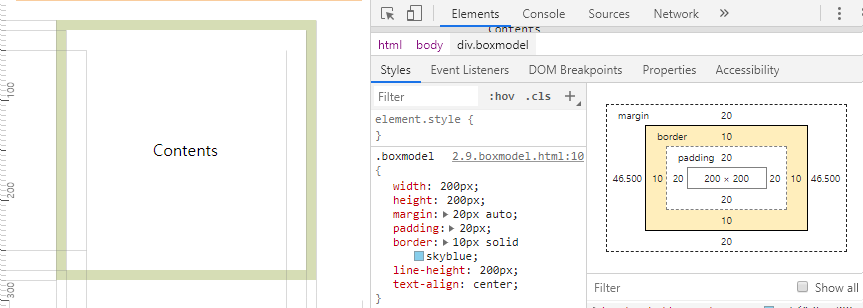 Elements Console Sources Network »
Contents
html body div.boxmodel
Styles Event Listeners DOM Breakpoints Properties Accessibility
Filter :hov .cls +
element.style {
}
.boxmodel 2.9.boxmodel.html:10
{
width: 200px;
height: 200px;
margin: 20px auto;
padding: 20px;
border: 10px solid
skyblue;
line-height: 200px;
text-align: center;
}
margin 20
border 10
padding 20
46.500 10 20 200 × 200 20 10 46.500
20
10
20
Filter Show all
Contents
100
200
300